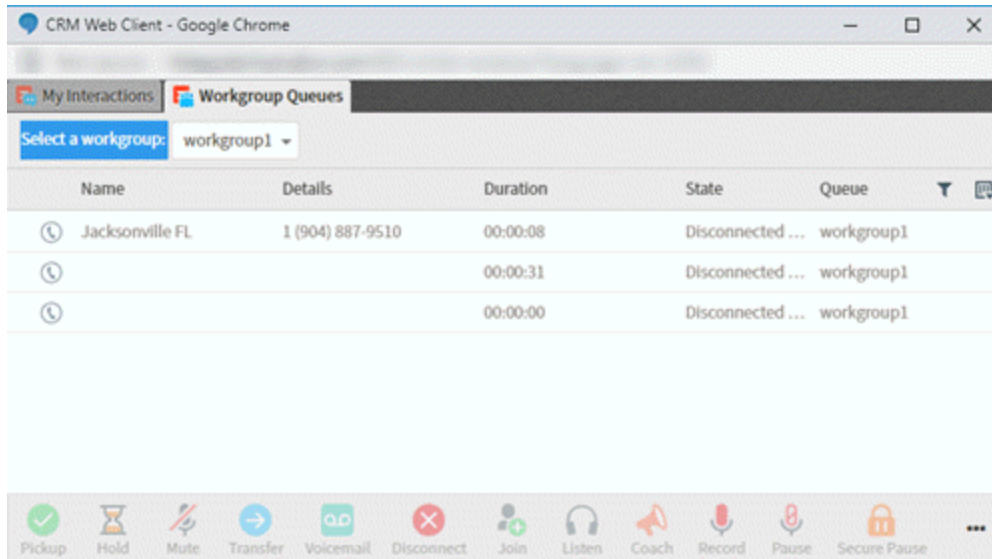 CRM Web Client - Google Chrome
My Interactions Workgroup Queues
Select a workgroup: workgroup1
Name Details Duration State Queue
Jacksonville FL 1 (904) 887-9510 00:00:08 Disconnected ... workgroup1
00:00:31 Disconnected ... workgroup1
00:00:00 Disconnected ... workgroup1
Pickup Hold Mute Transfer Voicemail Disconnect Join Listen Coach Record Pause Secure Pause